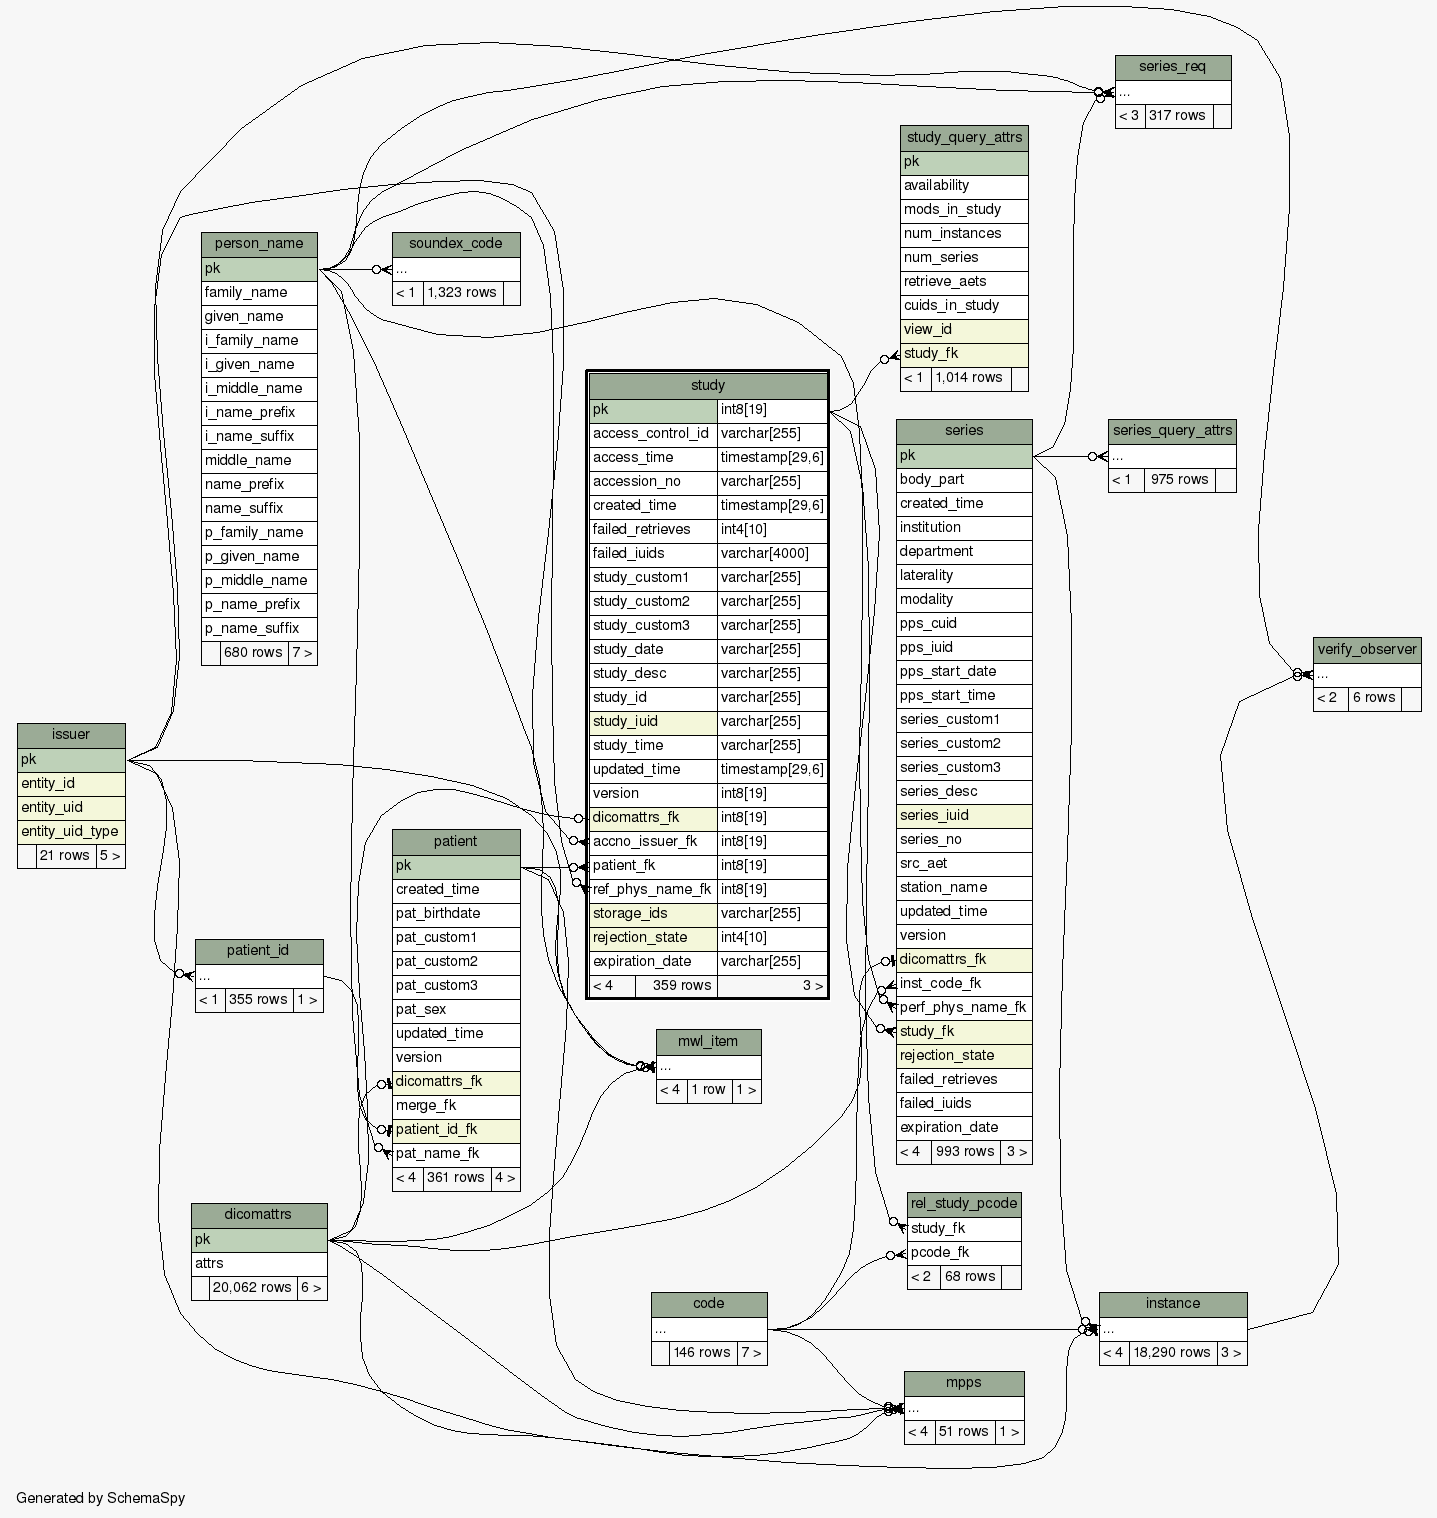 series_req
...
< 3 317 rows
study_query_attrs
pk
availability
mods_in_study
num_instances
num_series
retrieve_aets
cuids_in_study
view_id
study_fk
< 1 1,014 rows
person_name
pk
family_name
given_name
i_family_name
i_given_name
i_middle_name
i_name_prefix
i_name_suffix
middle_name
name_prefix
name_suffix
p_family_name
p_given_name
p_middle_name
p_name_prefix
p_name_suffix
680 rows 7 >
soundex_code
...
< 1 1,323 rows
study
pk int8[19]
access_control_id varchar[255]
access_time timestamp[29,6]
accession_no varchar[255]
created_time timestamp[29,6]
failed_retrieves int4[10]
failed_iuids varchar[4000]
study_custom1 varchar[255]
study_custom2 varchar[255]
study_custom3 varchar[255]
study_date varchar[255]
study_desc varchar[255]
study_id varchar[255]
study_iuid varchar[255]
study_time varchar[255]
updated_time timestamp[29,6]
version int8[19]
dicomattrs_fk int8[19]
accno_issuer_fk int8[19]
patient_fk int8[19]
ref_phys_name_fk int8[19]
storage_ids varchar[255]
rejection_state int4[10]
expiration_date varchar[255]
< 4 359 rows 3 >
series
pk
body_part
created_time
institution
department
laterality
modality
pps_cuid
pps_iuid
pps_start_date
pps_start_time
series_custom1
series_custom2
series_custom3
series_desc
series_iuid
series_no
src_aet
station_name
updated_time
version
dicomattrs_fk
inst_code_fk
perf_phys_name_fk
study_fk
rejection_state
failed_retrieves
failed_iuids
expiration_date
< 4 993 rows 3 >
series_query_attrs
...
< 1 975 rows
verify_observer
...
< 2 6 rows
issuer
pk
entity_id
entity_uid
entity_uid_type
21 rows 5 >
patient
pk
created_time
pat_birthdate
pat_custom1
pat_custom2
pat_custom3
pat_sex
updated_time
version
dicomattrs_fk
merge_fk
patient_id_fk
pat_name_fk
< 4 361 rows 4 >
patient_id
...
< 1 355 rows 1 >
mwl_item
...
< 4 1 row 1 >
dicomattrs
pk
attrs
20,062 rows 6 >
rel_study_pcode
study_fk
pcode_fk
< 2 68 rows
code
...
146 rows 7 >
instance
...
< 4 18,290 rows 3 >
mpps
...
< 4 51 rows 1 >
Generated by SchemaSpy